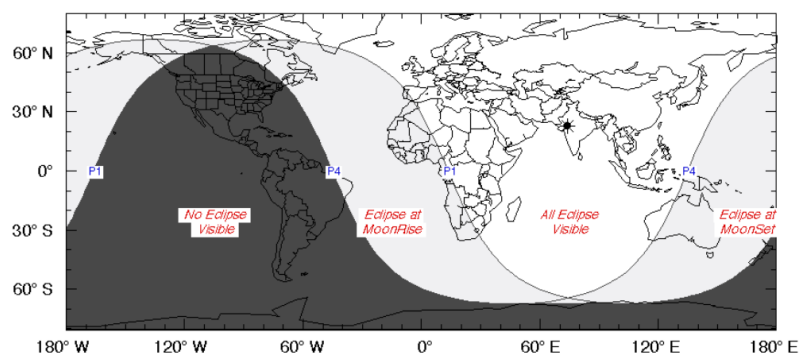 60° N
30° N
0°
30° S
60° S
P1
P4
P1
P4
No Eclipse
Visible
Eclipse at
MoonRise
All Eclipse
Visible
Eclipse at
MoonSet
180° W
120° W
60° W
0°
60° E
120° E
180° E